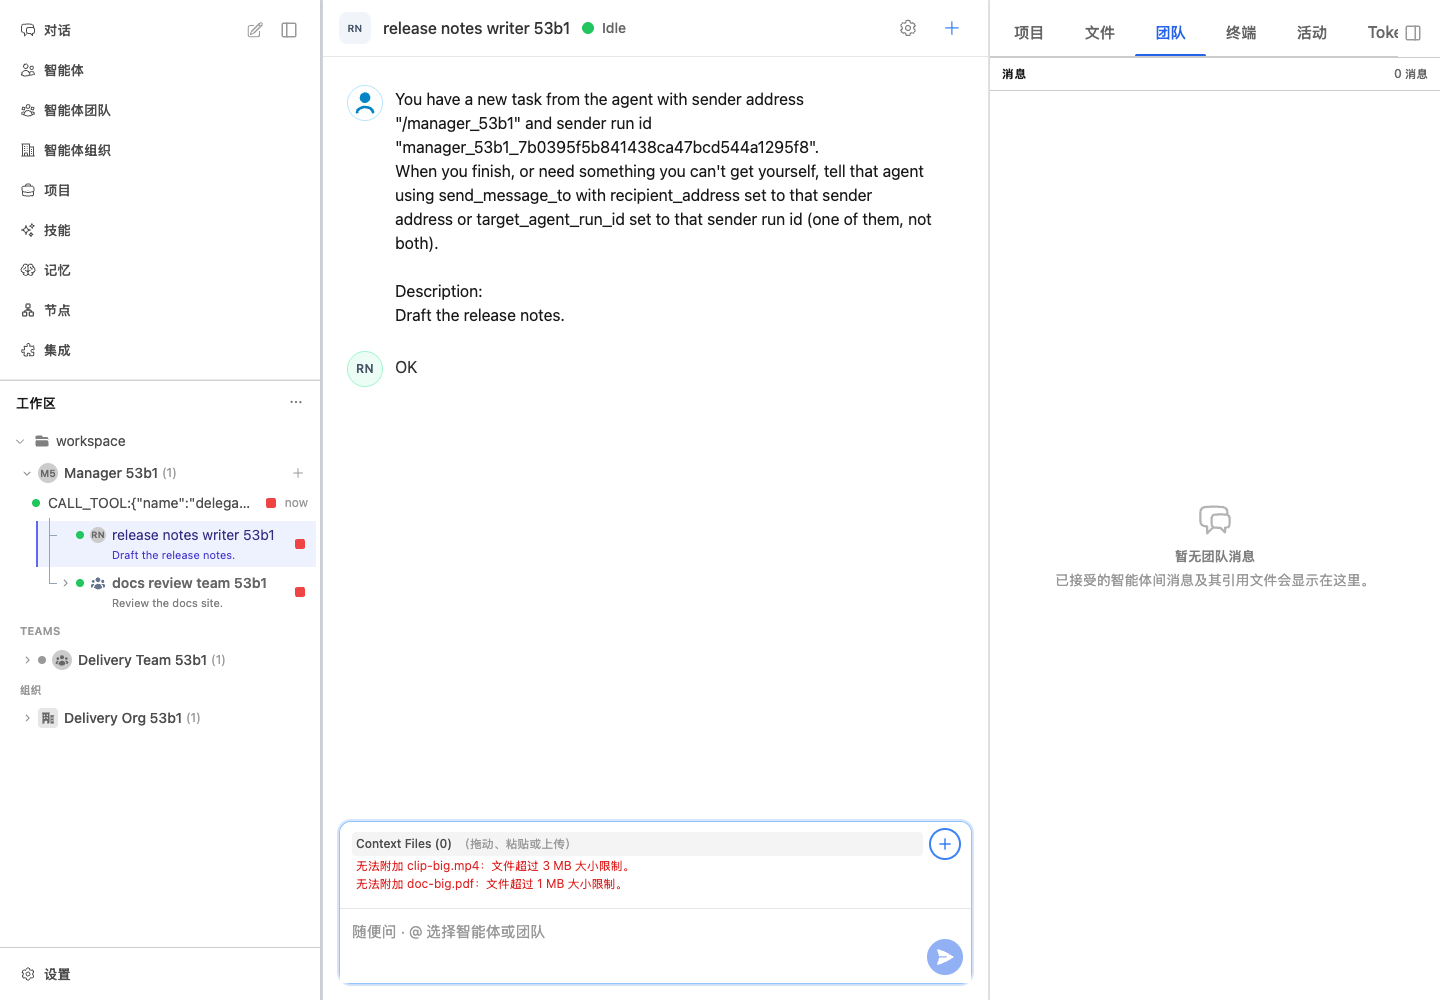 对话
智能体
智能体团队
智能体组织
项目
技能
记忆
节点
集成
工作区
workspace
M5 Manager 53b1 (1)
CALL_TOOL:{"name":"delega... now
RN release notes writer 53b1
Draft the release notes.
docs review team 53b1
Review the docs site.
TEAMS
Delivery Team 53b1 (1)
组织
Delivery Org 53b1 (1)
设置
RN release notes writer 53b1 Idle
You have a new task from the agent with sender address
"/manager_53b1" and sender run id
"manager_53b1_7b0395f5b841438ca47bcd544a1295f8".
When you finish, or need something you can't get yourself, tell that agent
using send_message_to with recipient_address set to that sender
address or target_agent_run_id set to that sender run id (one of them, not
both).
Description:
Draft the release notes.
RN OK
Context Files (0) （拖动、粘贴或上传）
无法附加 clip-big.mp4：文件超过 3 MB 大小限制。
无法附加 doc-big.pdf：文件超过 1 MB 大小限制。
随便问 · @ 选择智能体或团队
项目 文件 团队 终端 活动 Toke
消息 0 消息
暂无团队消息
已接受的智能体间消息及其引用文件会显示在这里。